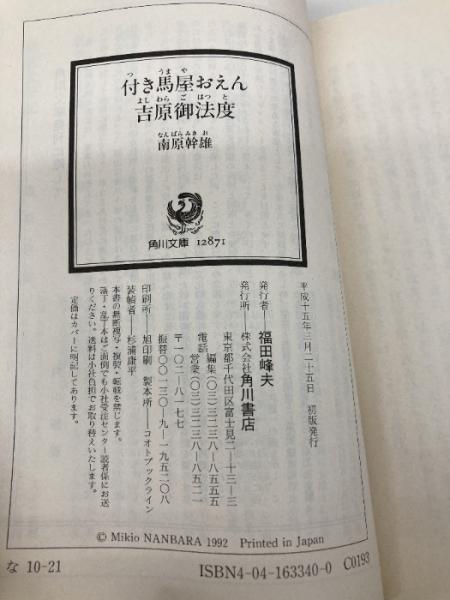 つ うま や
付き馬屋おえん
よし わら ご はつ と
吉原御法度
なん ばら みき お
南原幹雄
角川文庫 12871
平成十五年三月二十五日 初版発行
発行者——福田峰夫
発行所——株式会社角川書店
東京都千代田区富士見二―十三―三
電話 編集(〇三)三二三八―八五五五
営業(〇三)三二三八―八五二一
〒一〇二―八一七七
振替〇〇一三〇―九―一九五二〇八
印刷所——旭印刷 製本所——コオトブックライン
装幀者——杉浦康平
本書の無断複写・複製・転載を禁じます。
落丁・乱丁本はご面倒でも小社受注センター読者係にお送
りください。送料は小社負担でお取り替えいたします。
定価はカバーに明記してあります。
© Mikio NANBARA 1992 Printed in Japan
な 10-21
ISBN4-04-163340-0 C0193